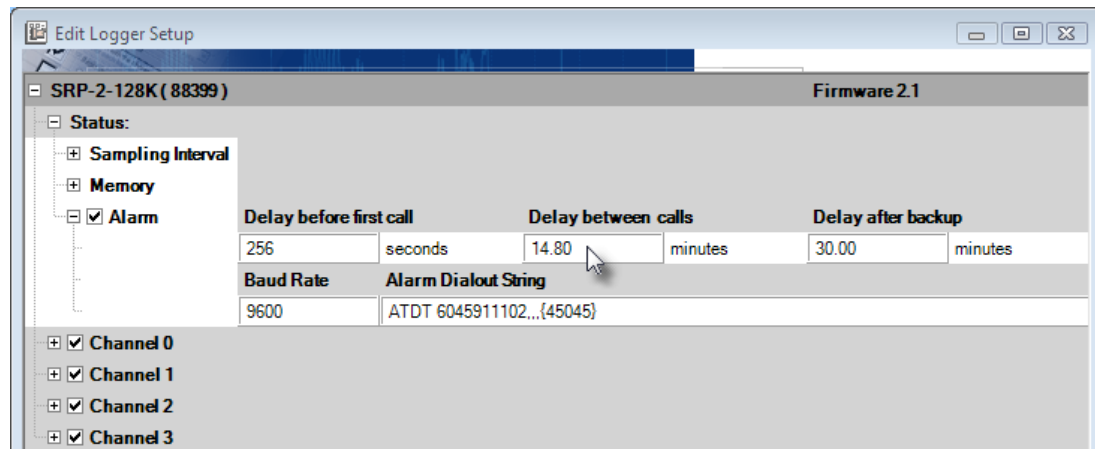 Edit Logger Setup
SRP-2-128K ( 88399 ) Firmware 2.1
Status:
Sampling Interval
Memory
Alarm Delay before first call Delay between calls Delay after backup
256 seconds 14.80 minutes 30.00 minutes
Baud Rate Alarm Dialout String
9600 ATDT 6045911102,,,{45045}
Channel 0
Channel 1
Channel 2
Channel 3